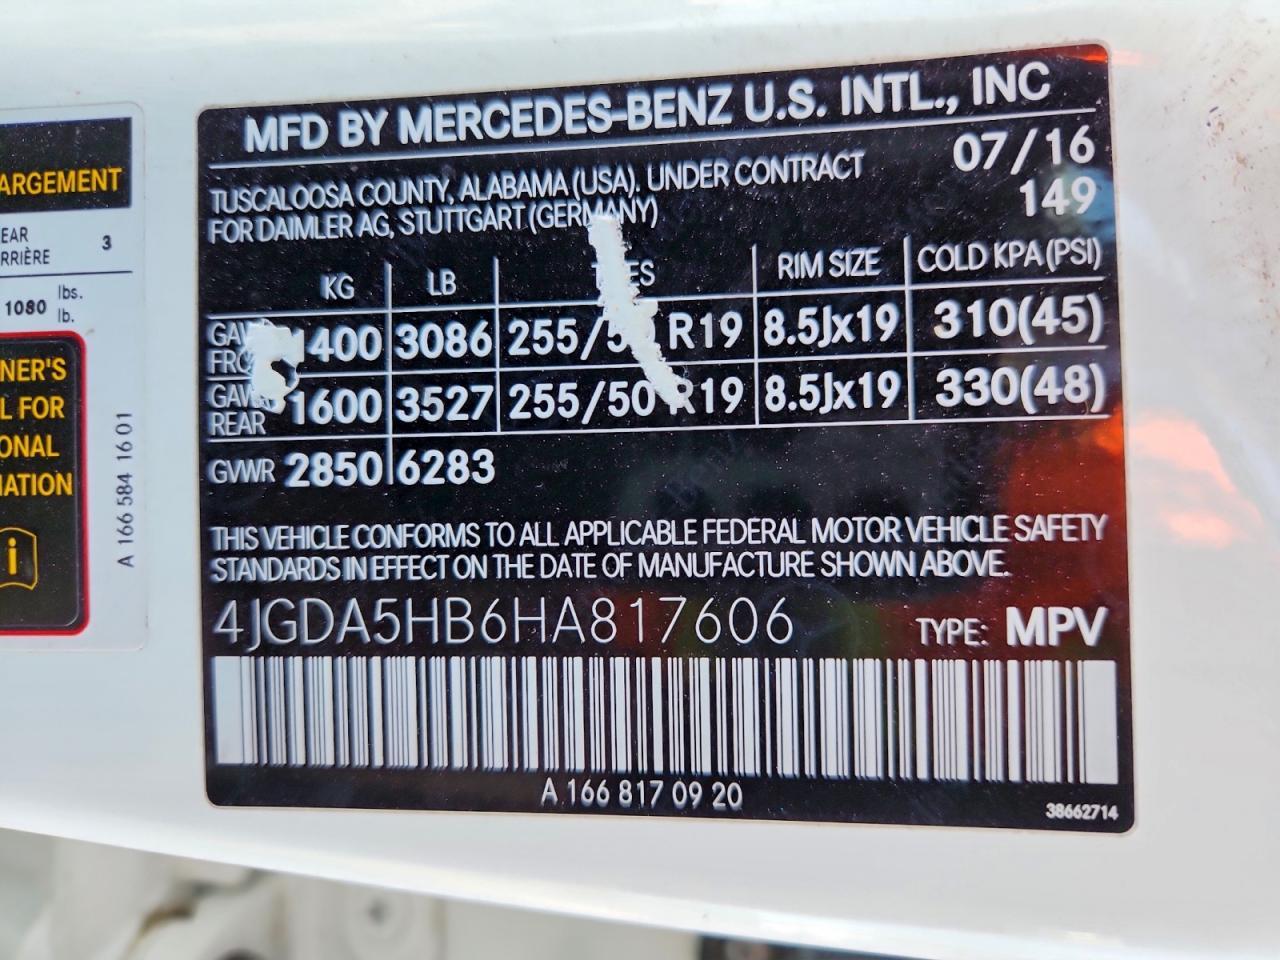 ARGEMENT
EAR
RRIÈRE
3
1080 lbs.
lb.
NER'S
L FOR
ONAL
MATION
i
A 166 584 16 01
MFD BY MERCEDES-BENZ U.S. INTL., INC
TUSCALOOSA COUNTY, ALABAMA (USA). UNDER CONTRACT
FOR DAIMLER AG, STUTTGART (GERMANY)
07/16
149
KG LB RIM SIZE COLD KPA (PSI)
1400 3086 R19 8.5Jx19 310(45)
REAR 1600 3527 255/50 R19 8.5Jx19 330(48)
GVWR 2850 6283
THIS VEHICLE CONFORMS TO ALL APPLICABLE FEDERAL MOTOR VEHICLE SAFETY
STANDARDS IN EFFECT ON THE DATE OF MANUFACTURE SHOWN ABOVE.
4JGDA5HB6HA817606 TYPE: MPV
A 166 817 09 20
38662714